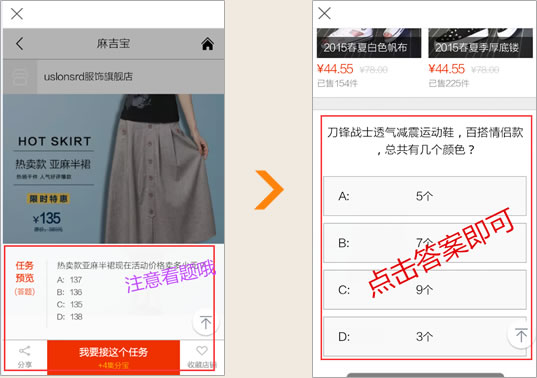 麻吉宝
uslonsrd服饰旗舰店
HOT SKIRT
热卖款 亚麻半裙
热销千件 人气好评爆款
限时特惠
¥135
任务
预览
(答题)
热卖款亚麻半裙现在活动价格卖多少
A: 137
B: 136
C: 135
D: 138
注意看题哦
分享
我要接这个任务
+4集分宝
收藏店铺
2015春夏白色帆布
2015春夏季厚底镂
¥44.55 ¥78.00
¥44.55 ¥78.00
已售154件
已售225件
刀锋战士透气减震运动鞋，百搭情侣款
，总共有几个颜色？
A: 5个
B: 7个
C: 9个
D: 3个
点击答案即可